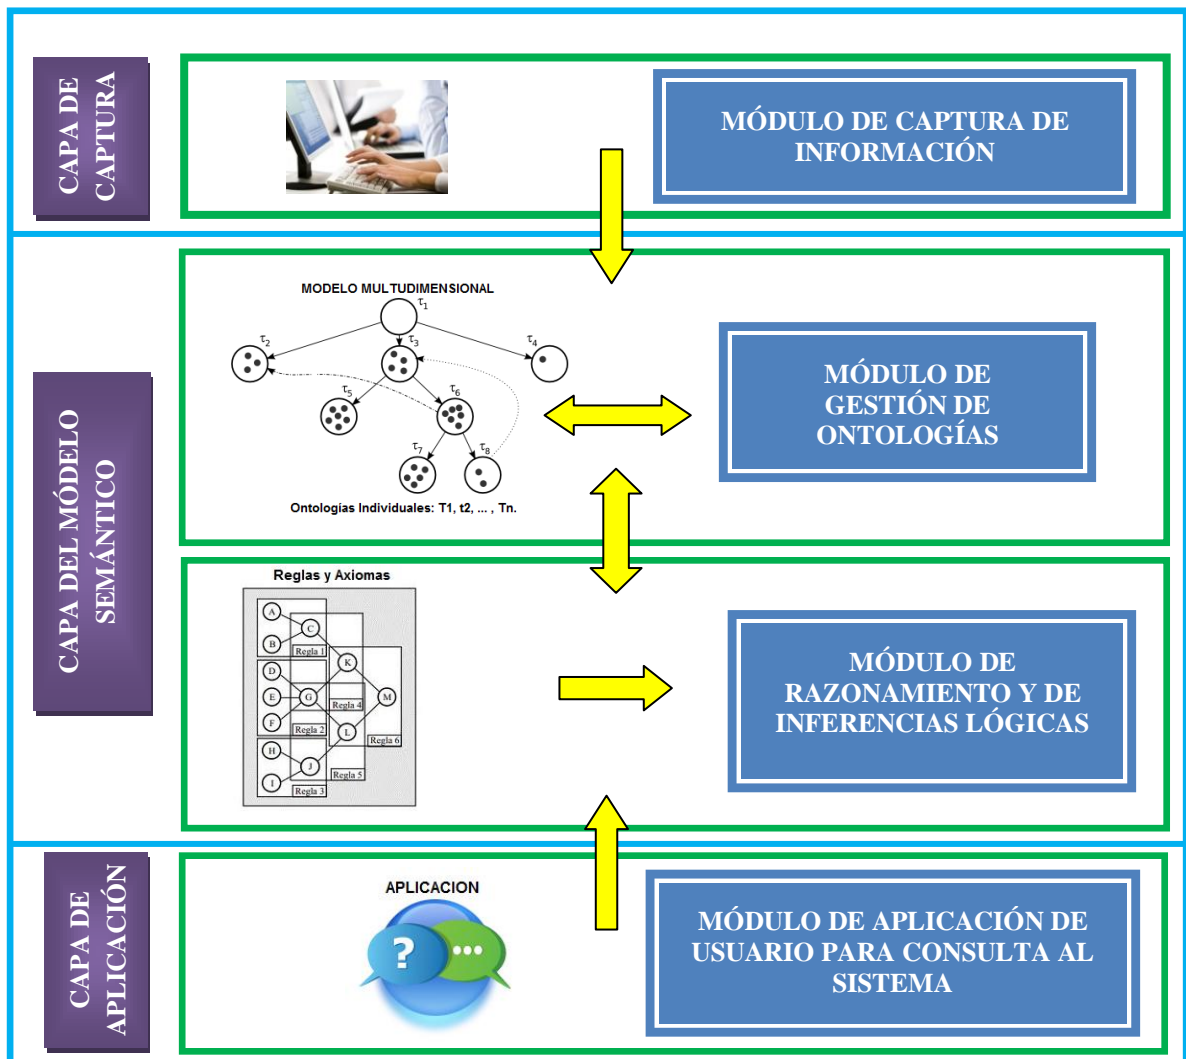 CAPA DE
CAPTURA
MÓDULO DE CAPTURA DE
INFORMACIÓN
CAPA DEL MÓDELO
SEMÁNTICO
MODELO MULTUDIMENSIONAL
τ1
τ2
τ3
τ4
τ5
τ6
τ7
τ8
Ontologías Individuales: T1, t2, ... , Tn.
MÓDULO DE
GESTIÓN DE
ONTOLOGÍAS
Reglas y Axiomas
A
B
C
Regla 1
D
E
F
G
Regla 2
H
I
J
Regla 3
K
Regla 4
L
Regla 5
M
Regla 6
MÓDULO DE
RAZONAMIENTO Y DE
INFERENCIAS LÓGICAS
CAPA DE
APLICACIÓN
APLICACION
?
...
MÓDULO DE APLICACIÓN DE
USUARIO PARA CONSULTA AL
SISTEMA